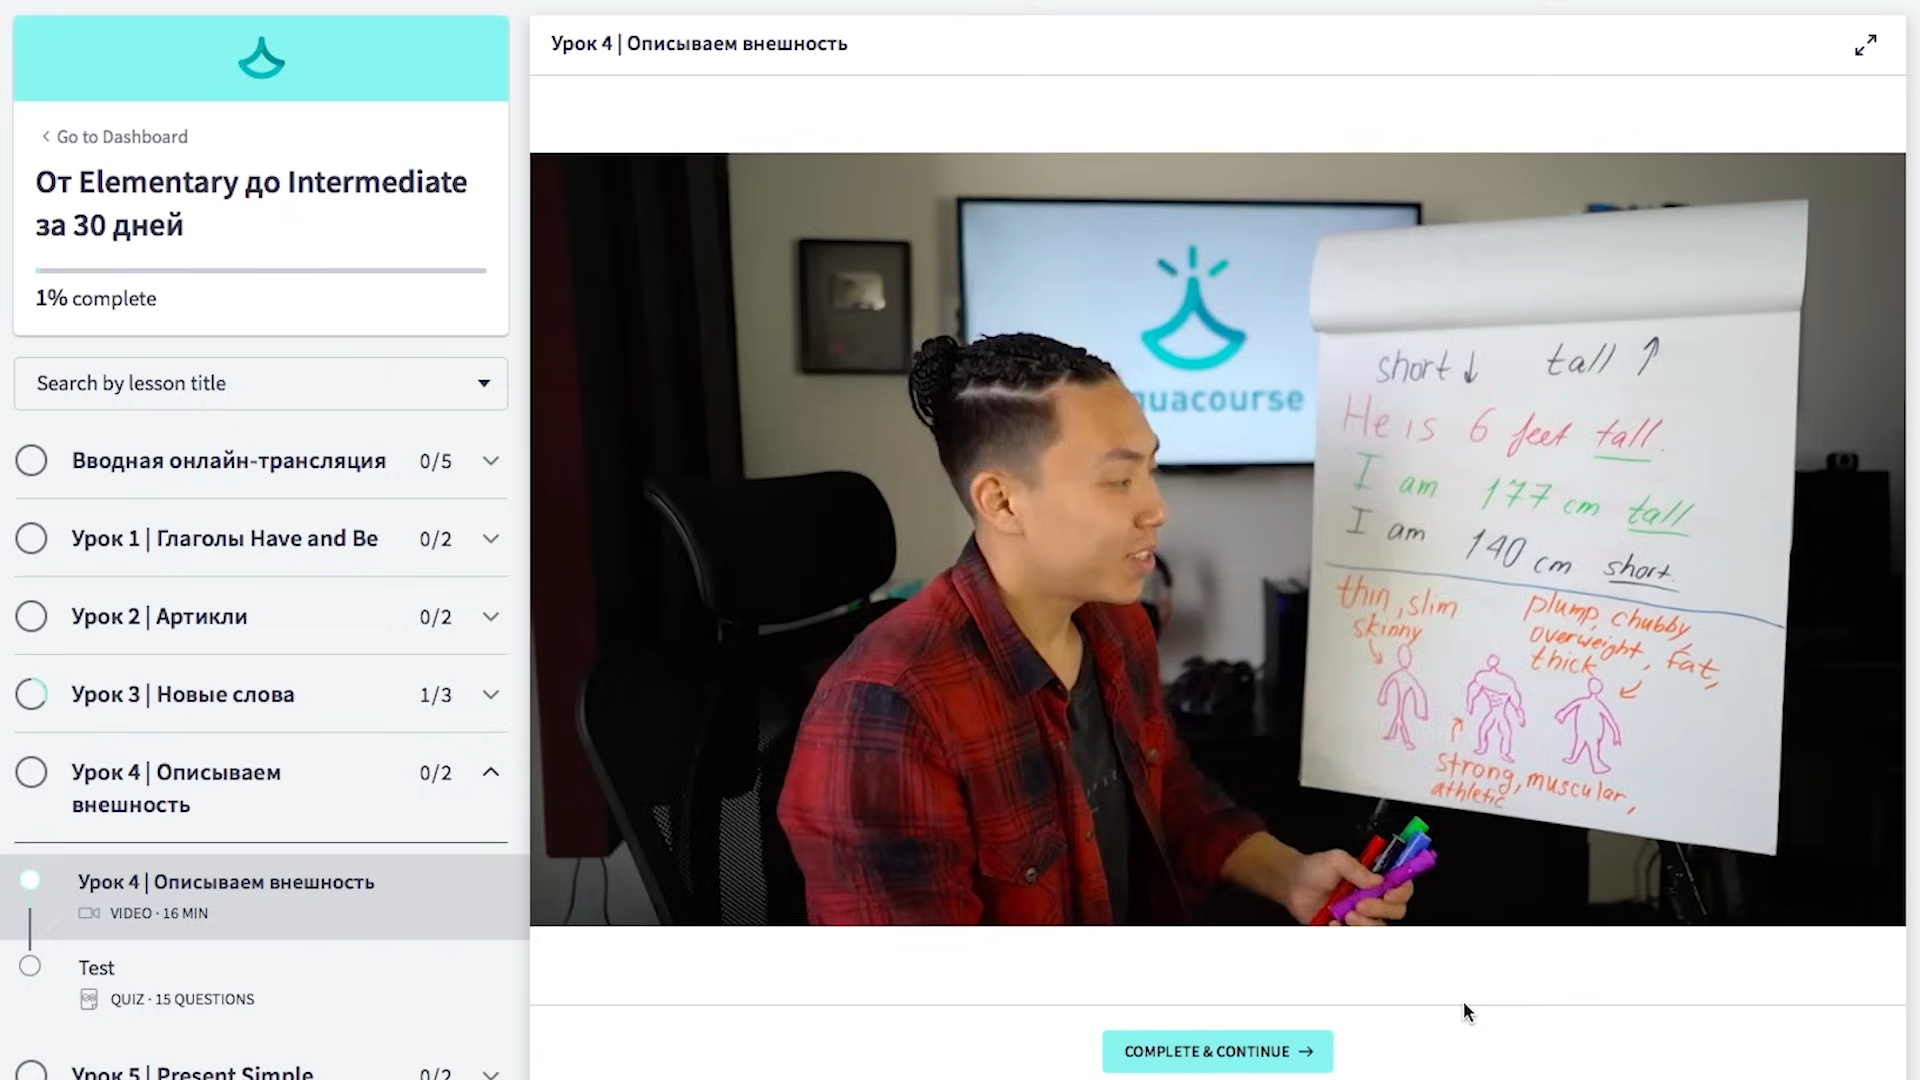 Go to Dashboard
От Elementary до Intermediate
за 30 дней
1% complete
Search by lesson title
Вводная онлайн-трансляция 0/5
Урок 1 | Глаголы Have and Be 0/2
Урок 2 | Артикли 0/2
Урок 3 | Новые слова 1/3
Урок 4 | Описываем 0/2
внешность
Урок 4 | Описываем внешность
VIDEO · 16 MIN
Test
QUIZ · 15 QUESTIONS
Урок 5 | Present Simple 0/2
Урок 4 | Описываем внешность
uacourse
short ↓ tall ↑
He is 6 feet tall.
I am 177 cm tall
I am 140 cm short.
thin, slim
skinny
plump, chubby
overweight, fat,
thick
strong, muscular,
athletic
COMPLETE & CONTINUE →